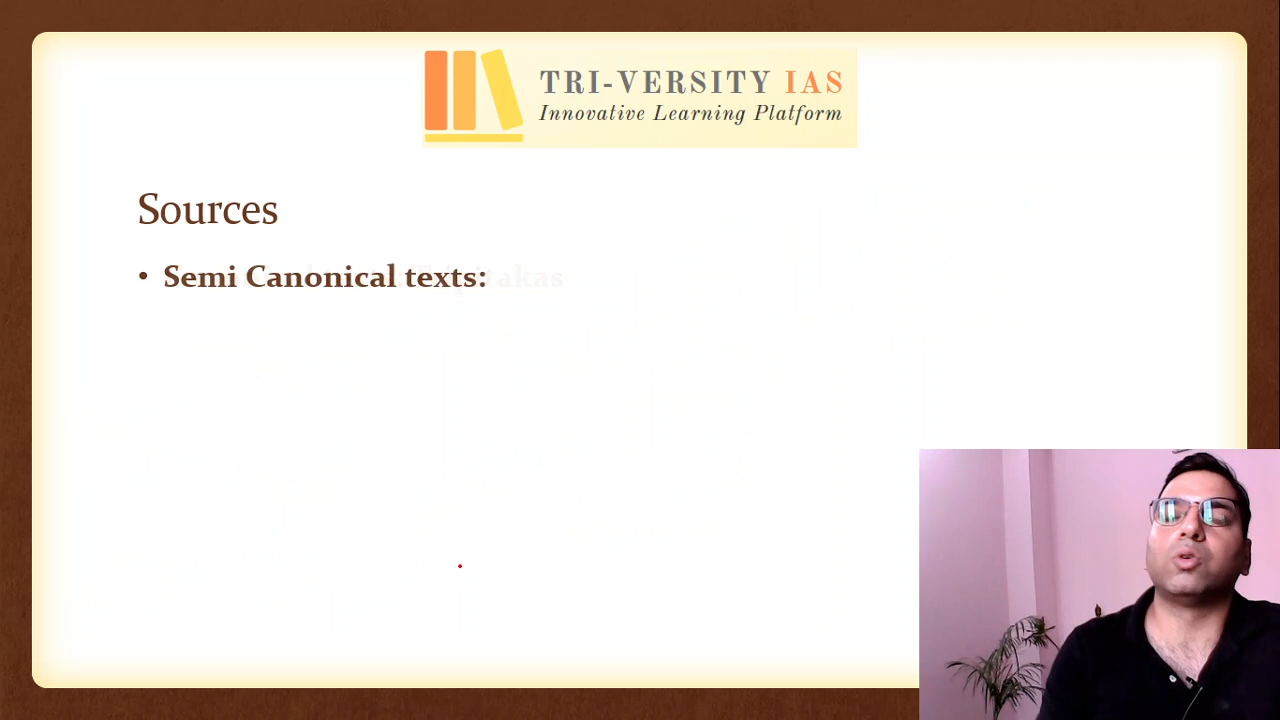 TRI-VERSITY IAS
Innovative Learning Platform
Sources
• Semi Canonical texts: